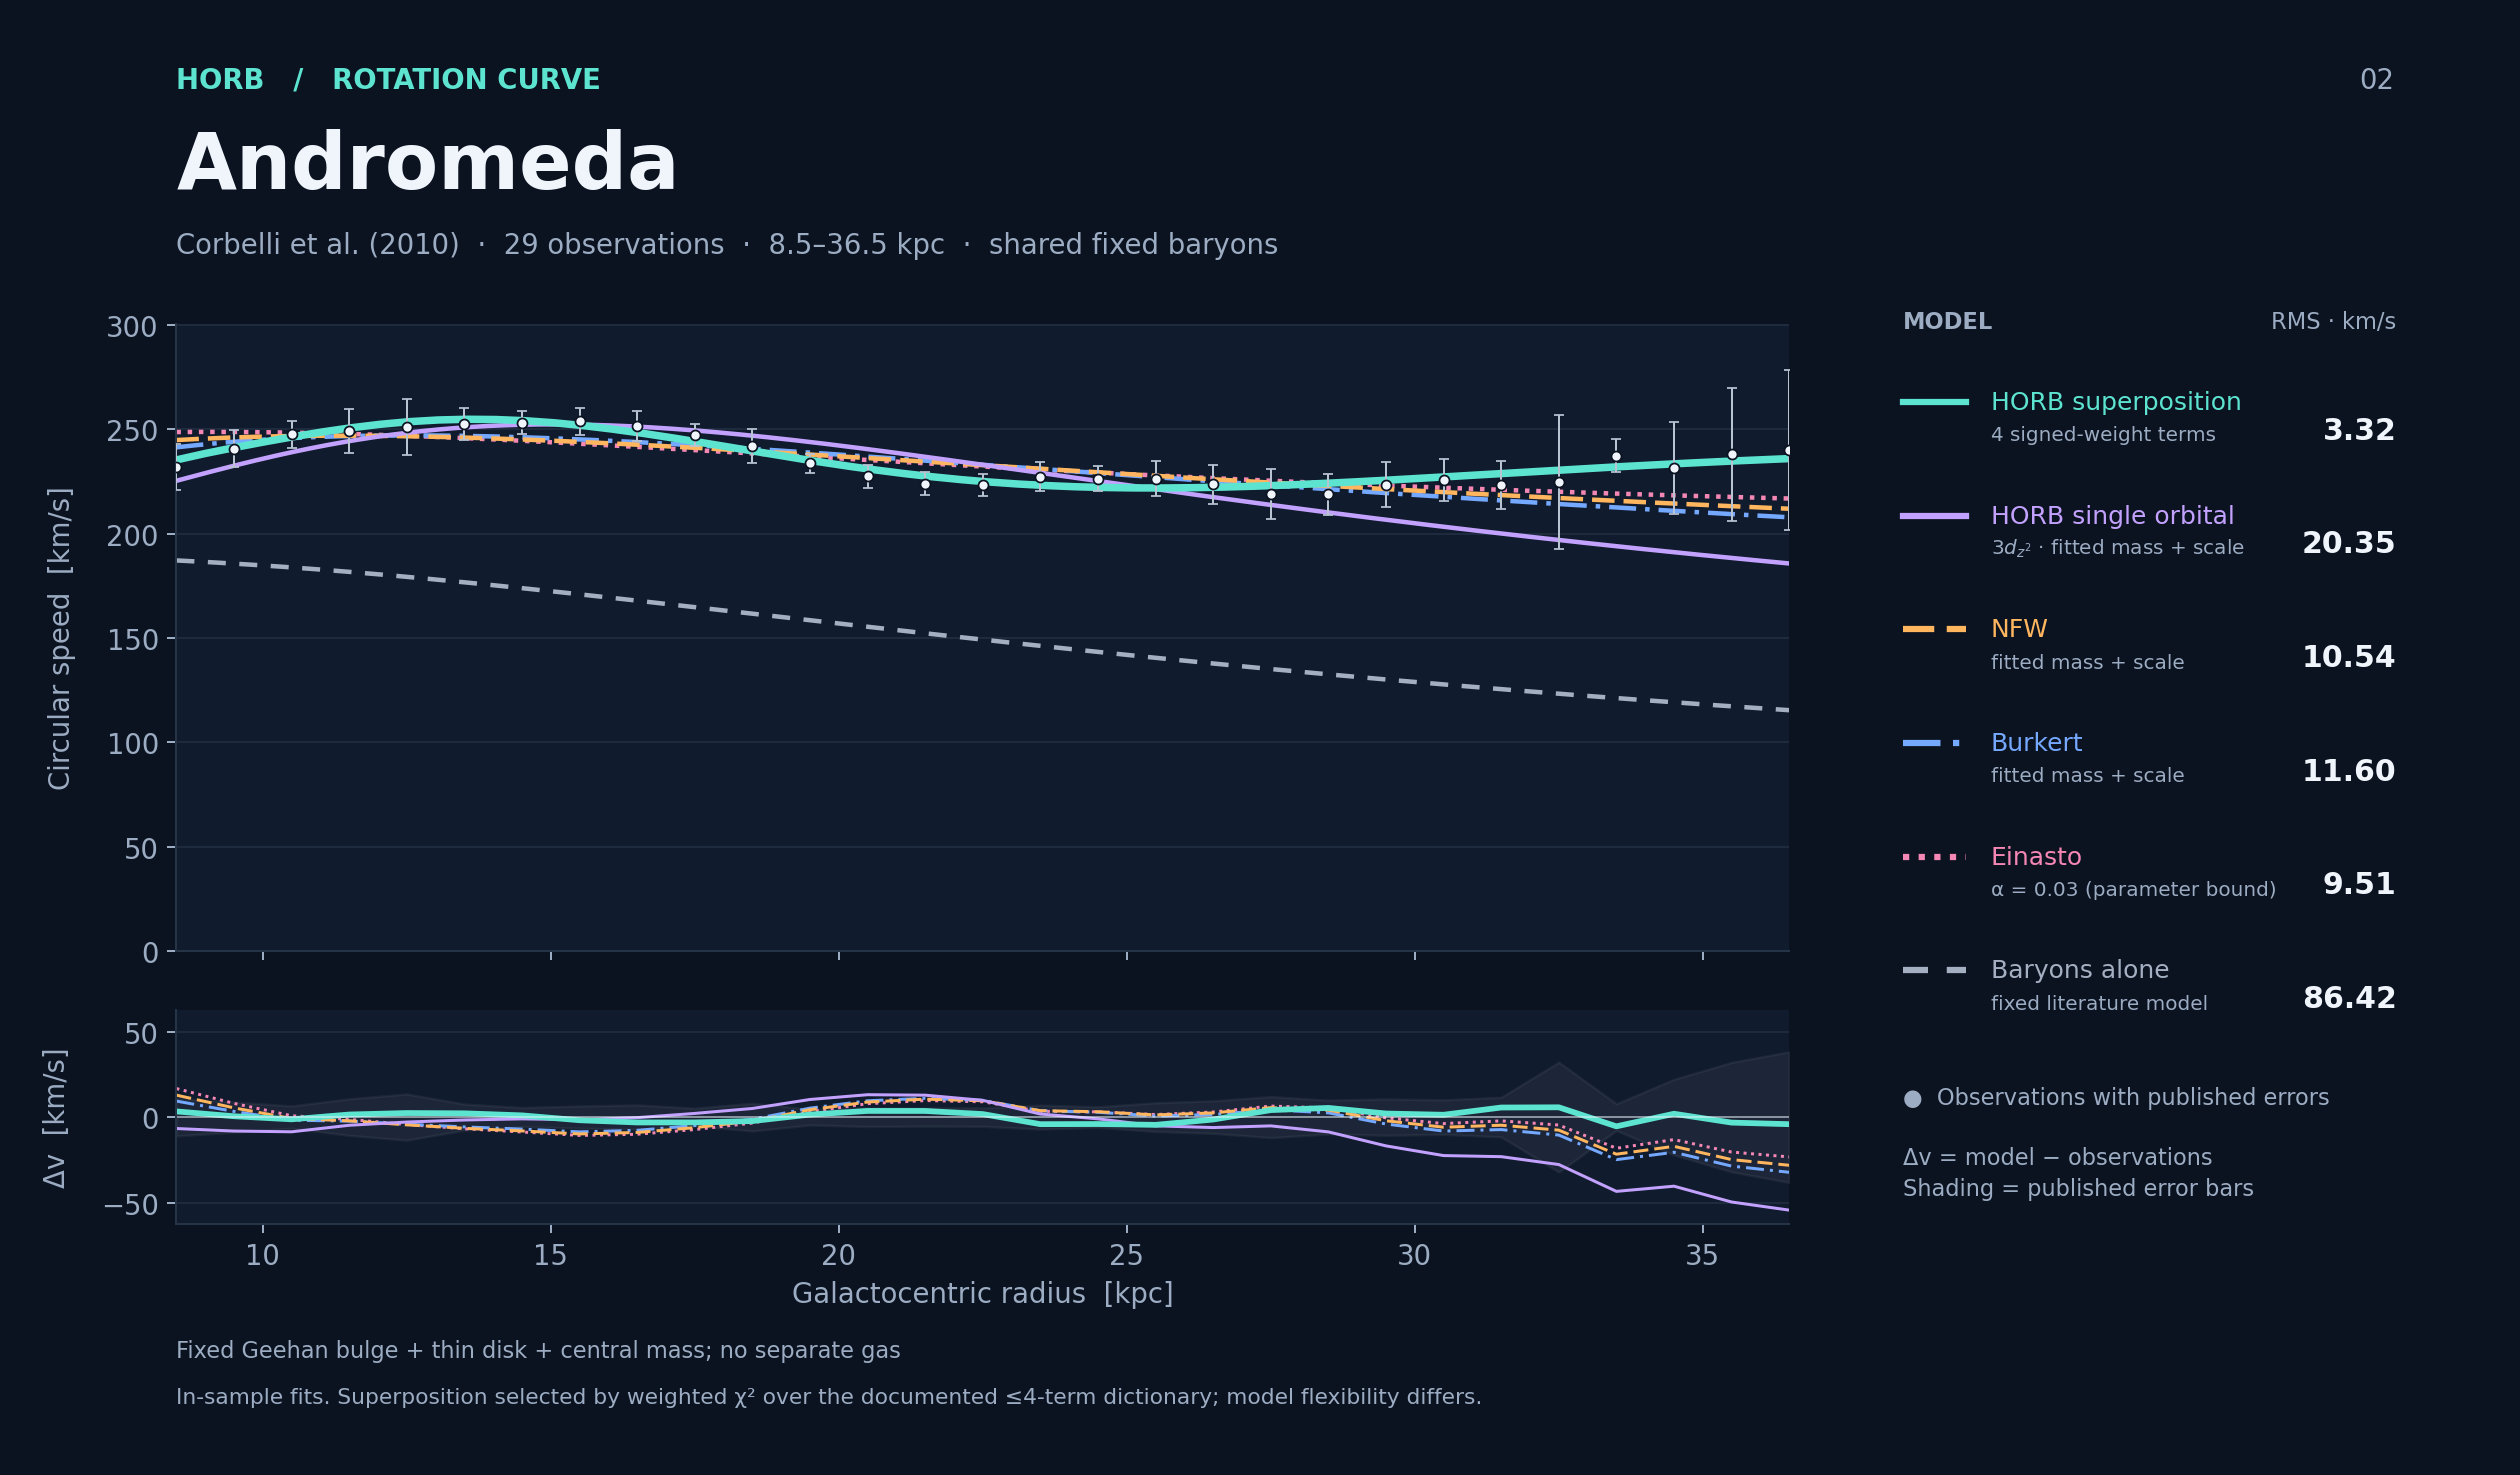 HORB / ROTATION CURVE
02
Andromeda
Corbelli et al. (2010) · 29 observations · 8.5–36.5 kpc · shared fixed baryons
Circular speed [km/s]
300
250
200
150
100
50
0
MODEL RMS · km/s
HORB superposition
4 signed-weight terms 3.32
HORB single orbital
3d_{z²} · fitted mass + scale 20.35
NFW
fitted mass + scale 10.54
Burkert
fitted mass + scale 11.60
Einasto
α = 0.03 (parameter bound) 9.51
Baryons alone
fixed literature model 86.42
Observations with published errors
Δv = model − observations
Shading = published error bars
Δv [km/s]
50
0
−50
10 15 20 25 30 35
Galactocentric radius [kpc]
Fixed Geehan bulge + thin disk + central mass; no separate gas
In-sample fits. Superposition selected by weighted χ² over the documented ≤4-term dictionary; model flexibility differs.